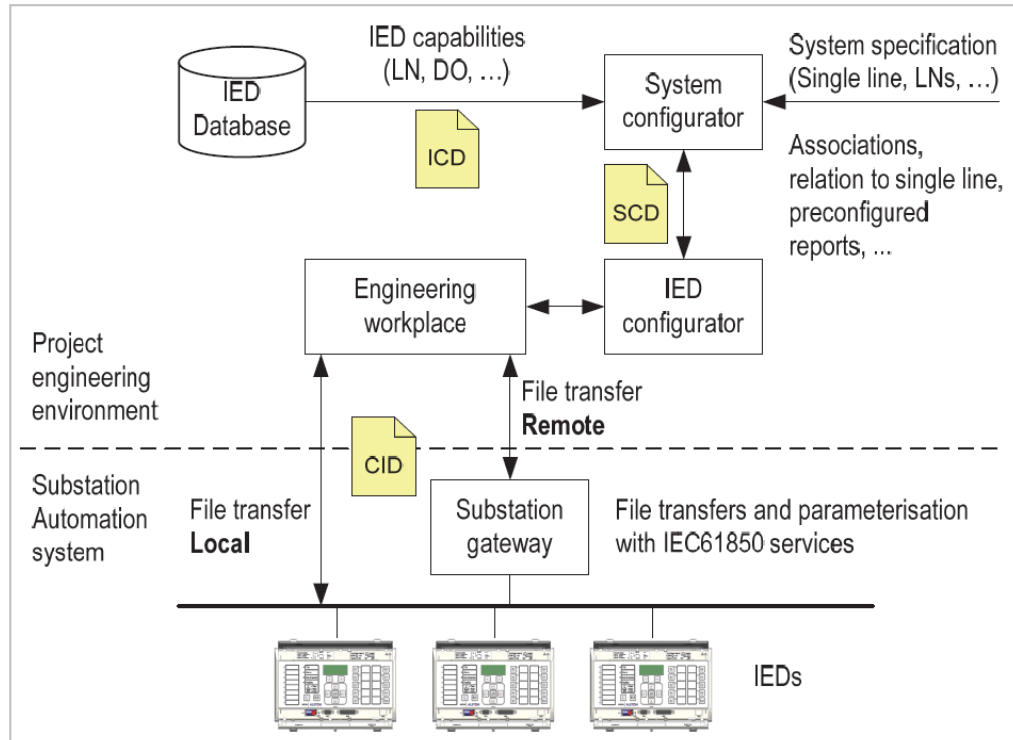 IED capabilities
(LN, DO, …)
System specification
(Single line, LNs, …)
IED
Database
System
configurator
ICD
Associations,
relation to single line,
preconfigured
reports, ...
SCD
Engineering
workplace
IED
configurator
Project
engineering
environment
File transfer
Remote
CID
Substation
Automation
system
File transfer
Local
Substation
gateway
File transfers and parameterisation
with IEC61850 services
IEDs